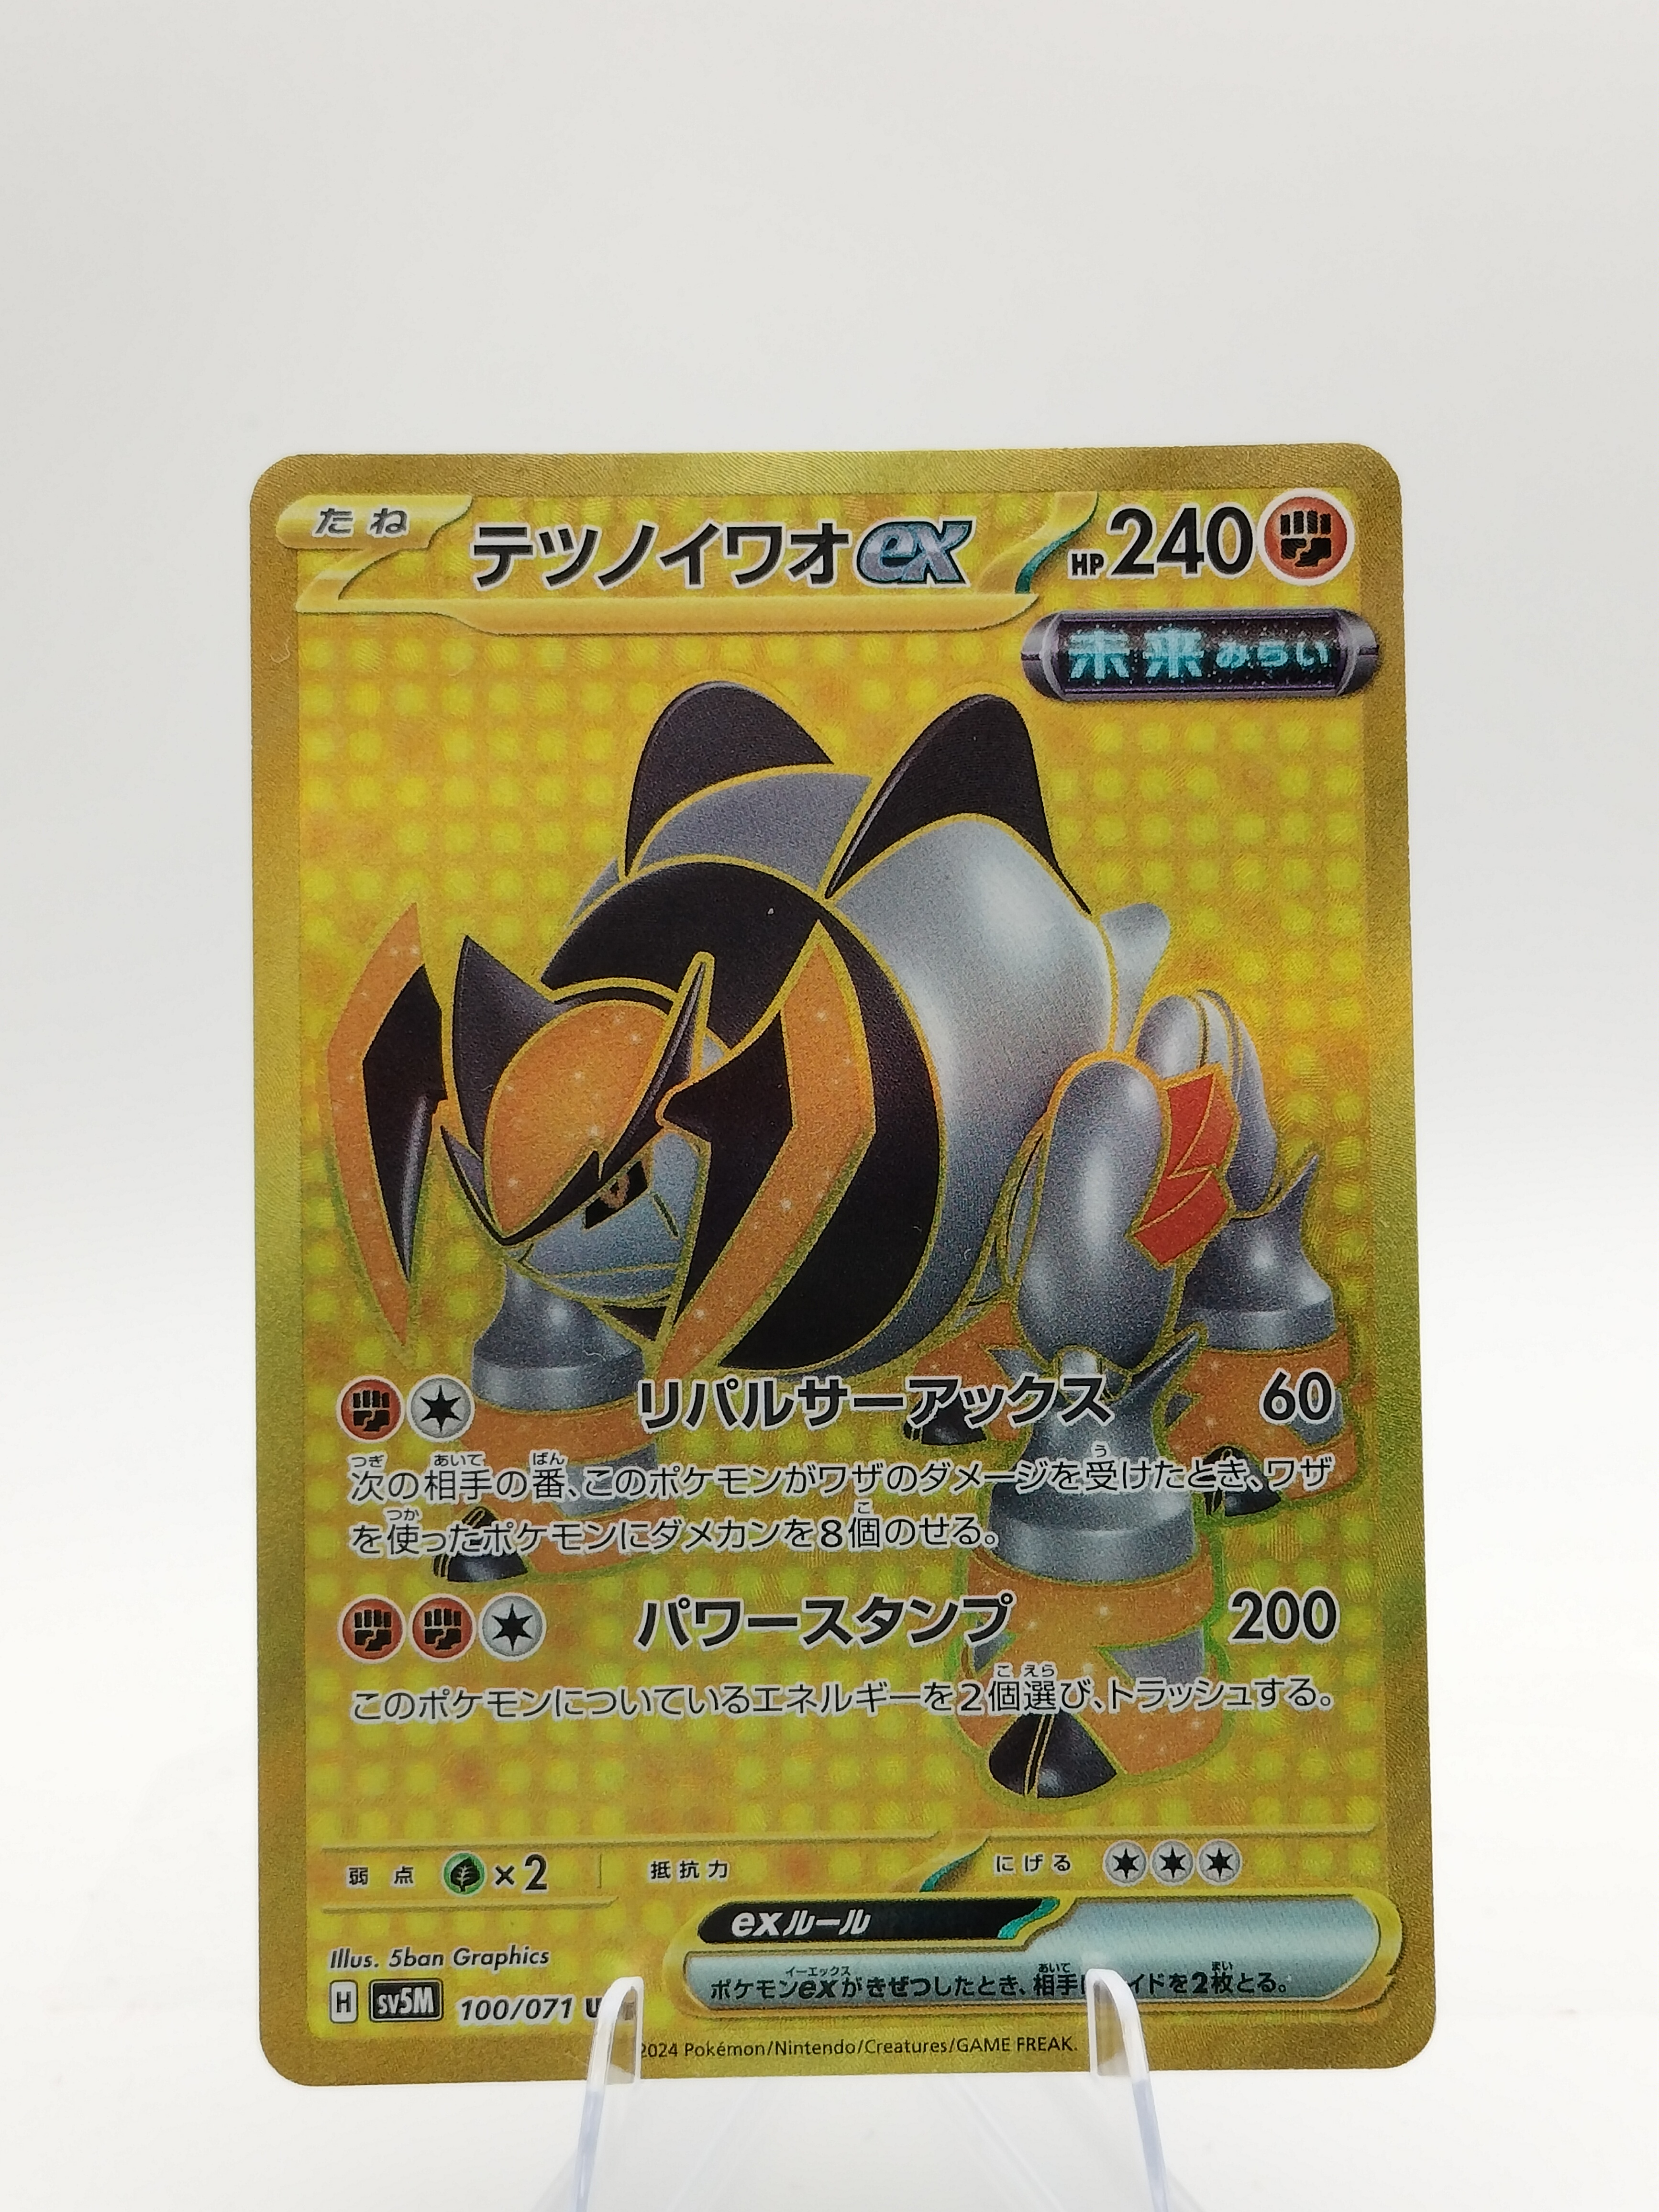 たね
テツノイワオex
HP240
未来 みらい
リパルサーアックス 60
次の相手の番、このポケモンがワザのダメージを受けたとき、ワザ
を使ったポケモンにダメカンを8個のせる。
パワースタンプ 200
このポケモンについているエネルギーを2個選び、トラッシュする。
弱点 ×2 抵抗力 にげる
exルール
ポケモンexがきぜつしたとき、相手は イドを2枚とる。
Illus. 5ban Graphics
H sv5M 100/071
2024 Pokémon/Nintendo/Creatures/GAME FREAK.